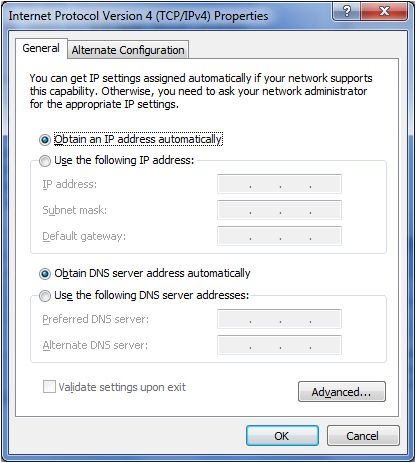 Internet Protocol Version 4 (TCP/IPv4) Properties
?
General
Alternate Configuration
You can get IP settings assigned automatically if your network supports
this capability. Otherwise, you need to ask your network administrator
for the appropriate IP settings.
Obtain an IP address automatically
Use the following IP address:
IP address:
. . .
Subnet mask:
. . .
Default gateway:
. . .
Obtain DNS server address automatically
Use the following DNS server addresses:
Preferred DNS server:
. . .
Alternate DNS server:
. . .
Validate settings upon exit
Advanced...
OK
Cancel